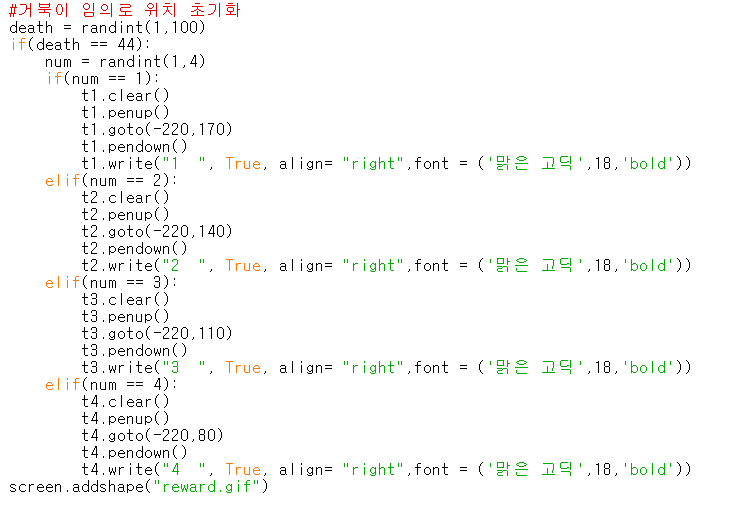 #거북이 임의로 위치 초기화
death = randint(1,100)
if(death == 44):
    num = randint(1,4)
    if(num == 1):
        t1.clear()
        t1.penup()
        t1.goto(-220,170)
        t1.pendown()
        t1.write("1  ", True, align= "right",font = ('맑은 고딕',18,'bold'))
    elif(num == 2):
        t2.clear()
        t2.penup()
        t2.goto(-220,140)
        t2.pendown()
        t2.write("2  ", True, align= "right",font = ('맑은 고딕',18,'bold'))
    elif(num == 3):
        t3.clear()
        t3.penup()
        t3.goto(-220,110)
        t3.pendown()
        t3.write("3  ", True, align= "right",font = ('맑은 고딕',18,'bold'))
    elif(num == 4):
        t4.clear()
        t4.penup()
        t4.goto(-220,80)
        t4.pendown()
        t4.write("4  ", True, align= "right",font = ('맑은 고딕',18,'bold'))
screen.addshape("reward.gif")